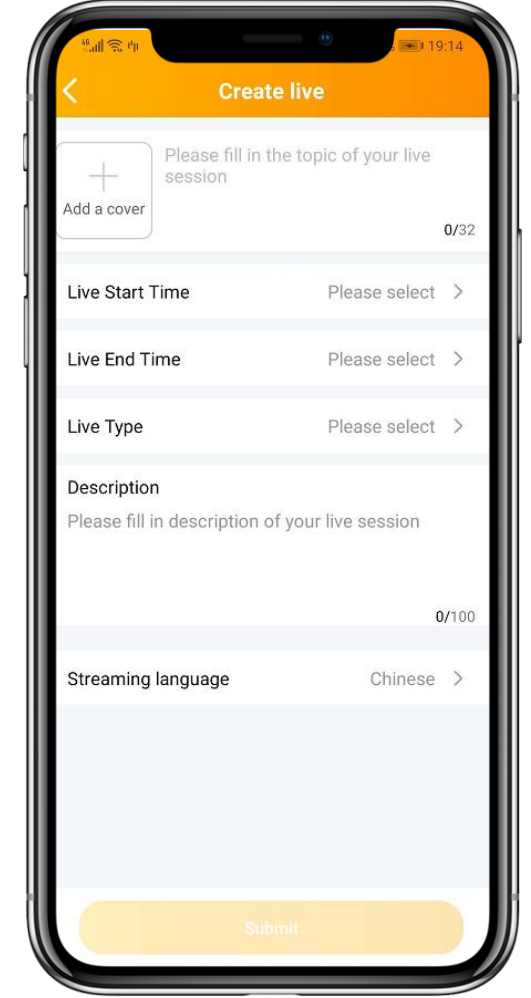 4G 19:14
Create live
Please fill in the topic of your live
session
Add a cover
0/32
Live Start Time Please select
Live End Time Please select
Live Type Please select
Description
Please fill in description of your live session
0/100
Streaming language Chinese
Submit